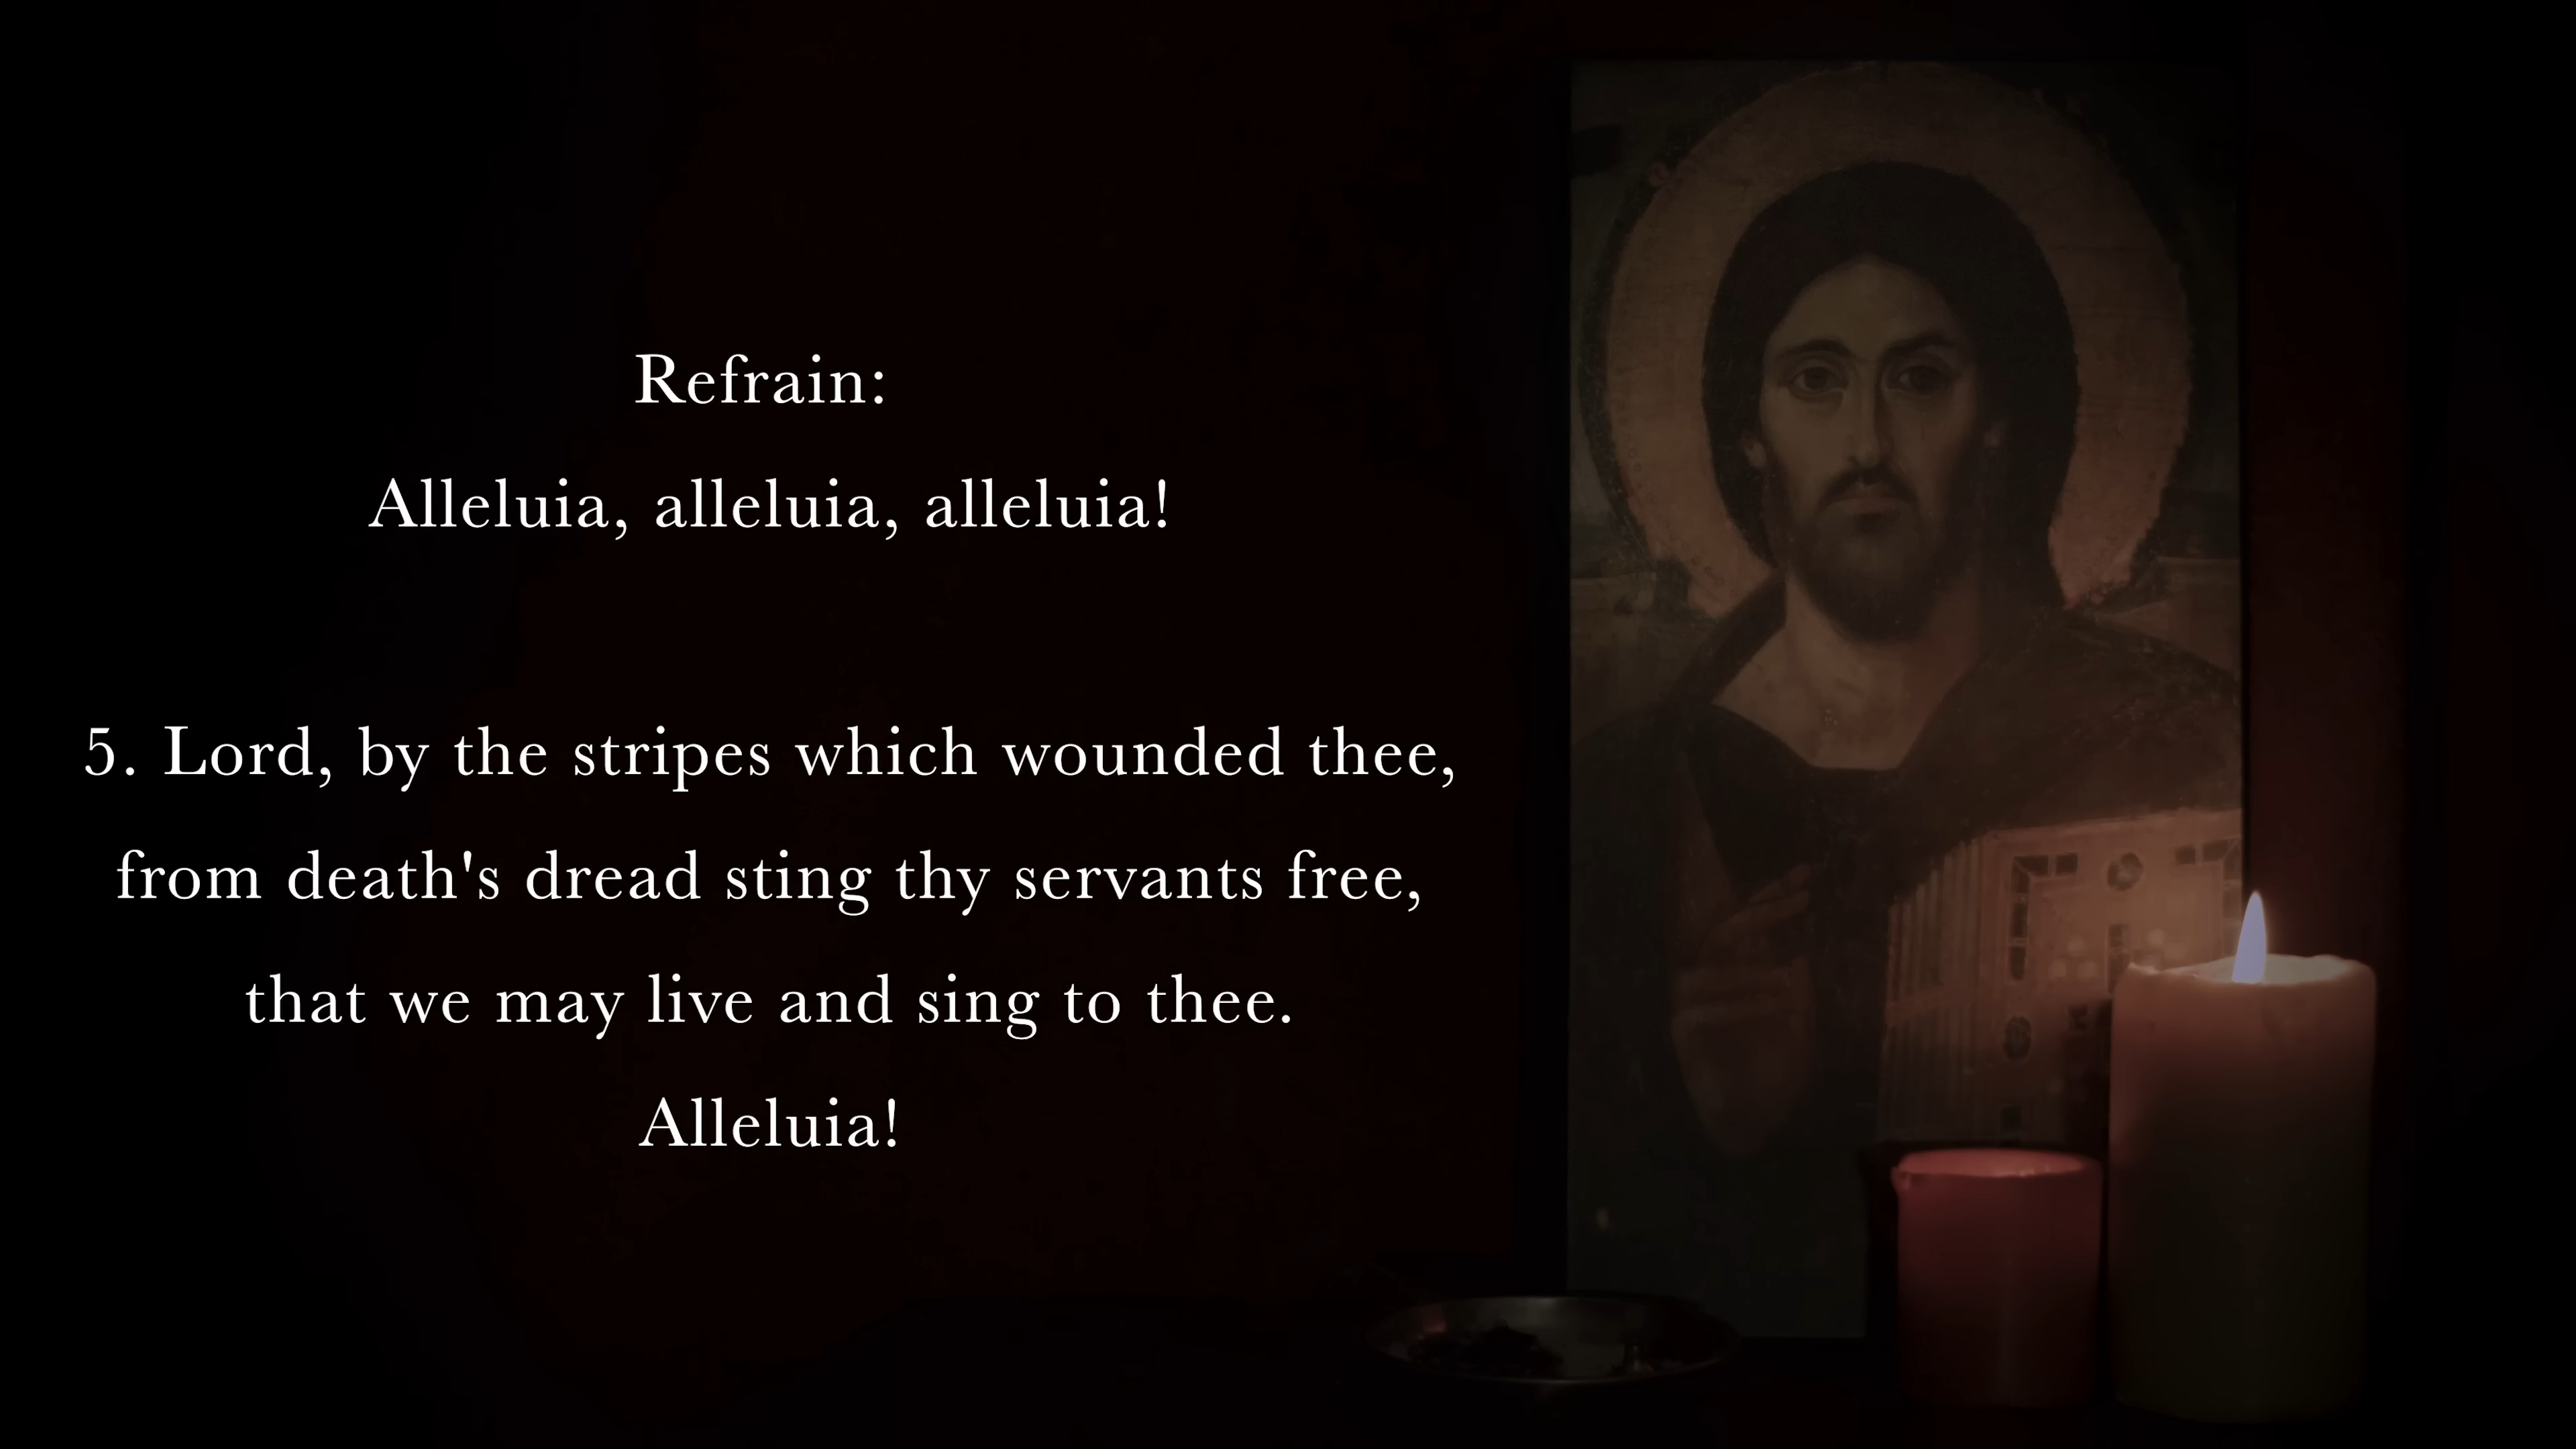 Refrain:
Alleluia, alleluia, alleluia!
5. Lord, by the stripes which wounded thee,
from death's dread sting thy servants free,
that we may live and sing to thee.
Alleluia!